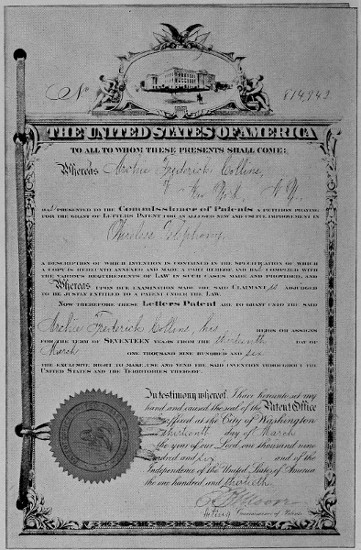 No 814,942.
THE UNITED STATES OF AMERICA
TO ALL TO WHOM THESE PRESENTS SHALL COME:
Whereas Archie Frederick Collins,
of New York N.Y.
HAS PRESENTED TO THE Commissioner of Patents A PETITION PRAYING
FOR THE GRANT OF LETTERS PATENT FOR AN ALLEGED NEW AND USEFUL IMPROVEMENT IN
Wireless Telephony,
A DESCRIPTION OF WHICH INVENTION IS CONTAINED IN THE SPECIFICATION OF WHICH
A COPY IS HEREUNTO ANNEXED AND MADE A PART HEREOF AND HAS COMPLIED WITH
THE VARIOUS REQUIREMENTS OF LAW IN SUCH CASES MADE AND PROVIDED, AND
Whereas UPON DUE EXAMINATION MADE THE SAID CLAIMANT is ADJUDGED
TO BE JUSTLY ENTITLED TO A PATENT UNDER THE LAW.
NOW THEREFORE THESE Letters Patent ARE TO GRANT UNTO THE SAID
Archie Frederick Collins, his HEIRS OR ASSIGNS
FOR THE TERM OF SEVENTEEN YEARS FROM THE thirteenth DAY OF
March ONE THOUSAND NINE HUNDRED AND six
THE EXCLUSIVE RIGHT TO MAKE, USE AND VEND THE SAID INVENTION THROUGHOUT THE
UNITED STATES AND THE TERRITORIES THEREOF.
In testimony whereof, I have hereunto set my
hand and caused the seal of the Patent Office
to be affixed at the City of Washington
this thirteenth day of March
in the year of our Lord, one thousand nine
hundred and six and of the
Independence of the United States of America
the one hundred and thirtieth.
Commissioner of Patents